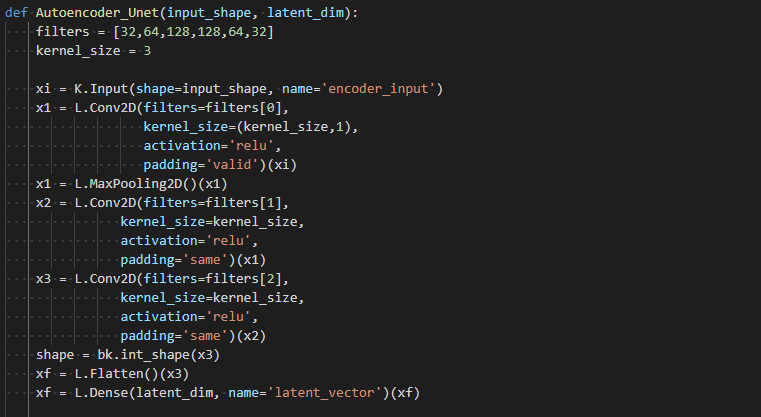 def Autoencoder_Unet(input_shape, latent_dim):
    filters = [32,64,128,128,64,32]
    kernel_size = 3

    xi = K.Input(shape=input_shape, name='encoder_input')
    x1 = L.Conv2D(filters=filters[0],
                  kernel_size=(kernel_size,1),
                  activation='relu',
                  padding='valid')(xi)
    x1 = L.MaxPooling2D()(x1)
    x2 = L.Conv2D(filters=filters[1],
               kernel_size=kernel_size,
               activation='relu',
               padding='same')(x1)
    x3 = L.Conv2D(filters=filters[2],
               kernel_size=kernel_size,
               activation='relu',
               padding='same')(x2)
    shape = bk.int_shape(x3)
    xf = L.Flatten()(x3)
    xf = L.Dense(latent_dim, name='latent_vector')(xf)